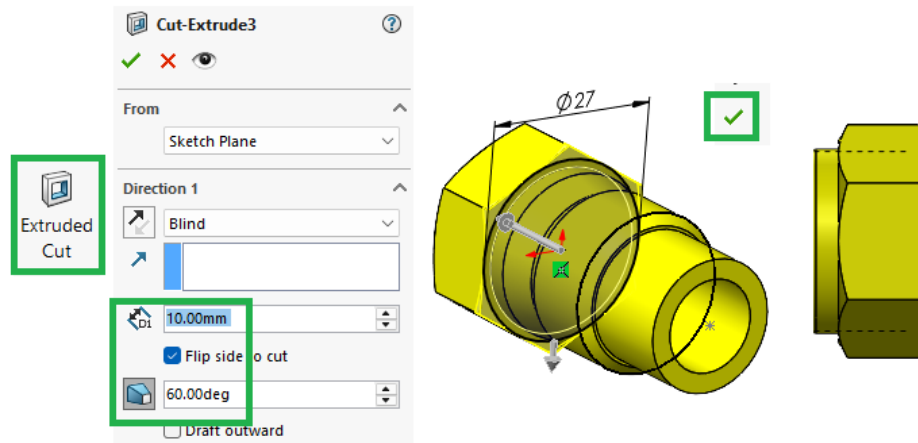 Cut-Extrude3
From
Sketch Plane
Direction 1
Extruded
Cut
Blind
D1
10.00mm
Flip side to cut
60.00deg
Draft outward
Ø27